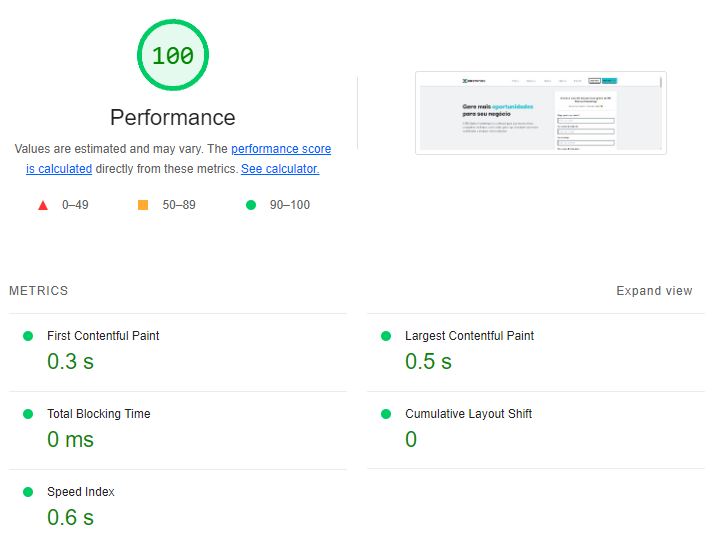 100
Performance
Values are estimated and may vary. The performance score
is calculated directly from these metrics. See calculator.
0–49
50–89
90–100
Gere mais oportunidades
para seu negócio
METRICS
Expand view
First Contentful Paint
0.3 s
Largest Contentful Paint
0.5 s
Total Blocking Time
0 ms
Cumulative Layout Shift
0
Speed Index
0.6 s